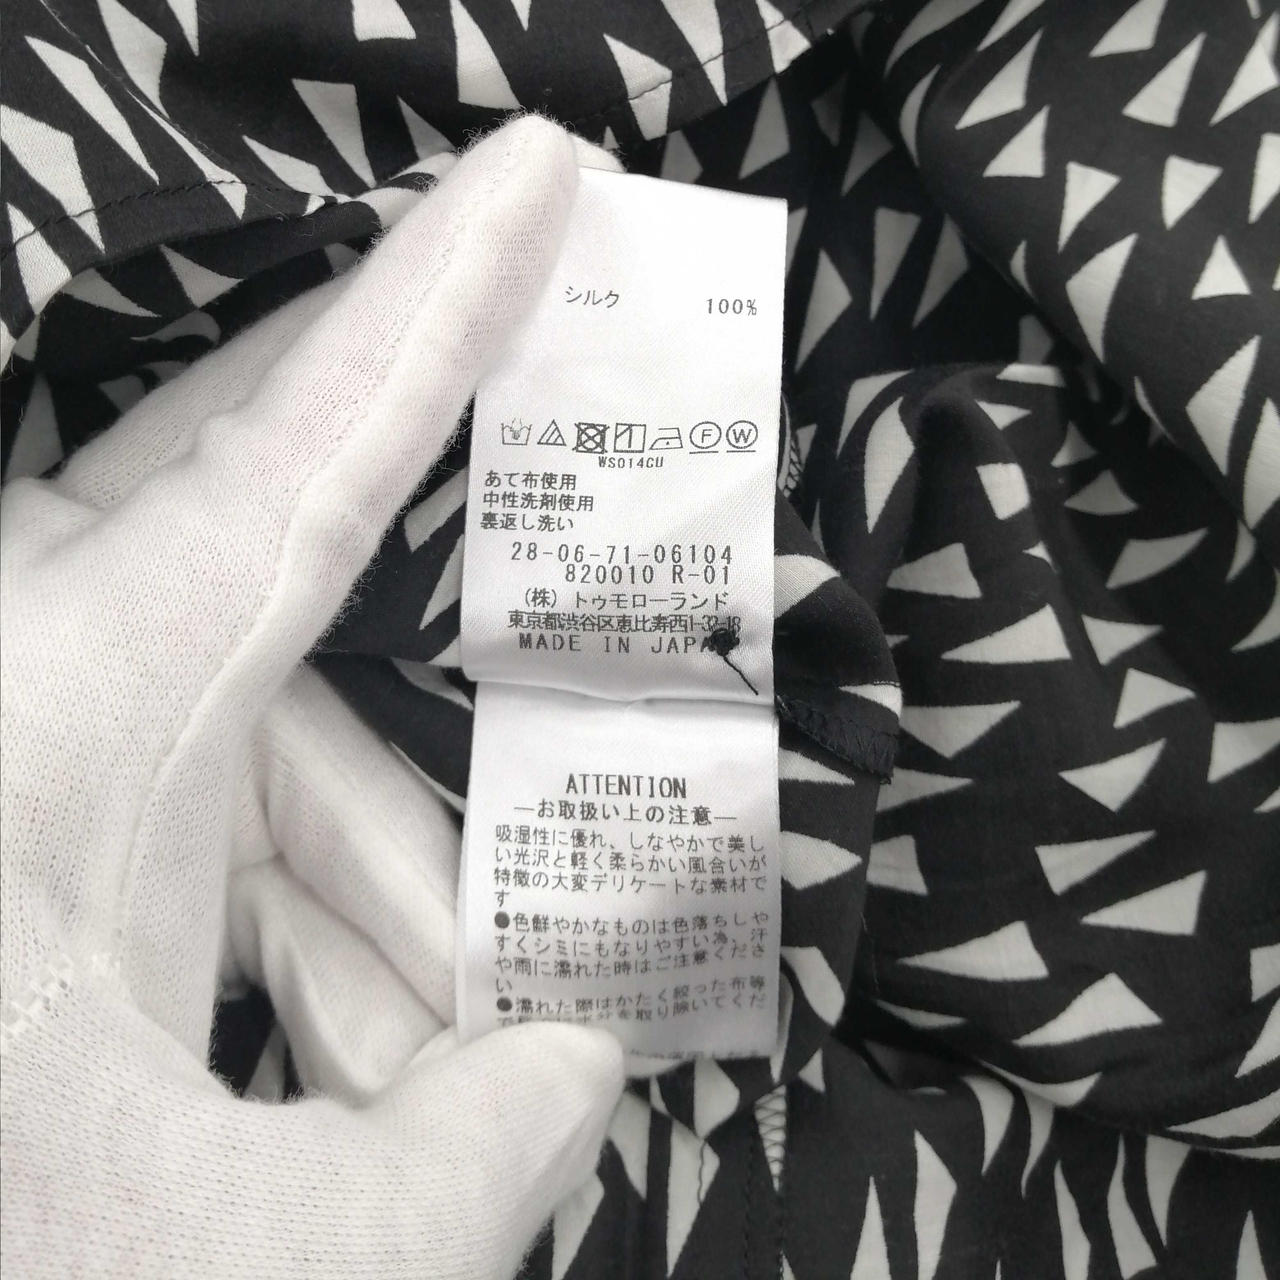 シルク 100%
F W
WS014CU
あて布使用
中性洗剤使用
裏返し洗い
28-06-71-06104
820010 R-01
(株) トゥモローランド
東京都渋谷区恵比寿西1-32-18
MADE IN JAPAN
ATTENTION
—お取扱い上の注意—
吸湿性に優れ、しなやかで美し
い光沢と軽く柔らかい風合いが
特徴の大変デリケートな素材で
す
●色鮮やかなものは色落ちしや
すくシミにもなりやすい為、汗
や雨に濡れた時はご注意くださ
い
●濡れた際はかたく絞った布等
を取り除いてくだ